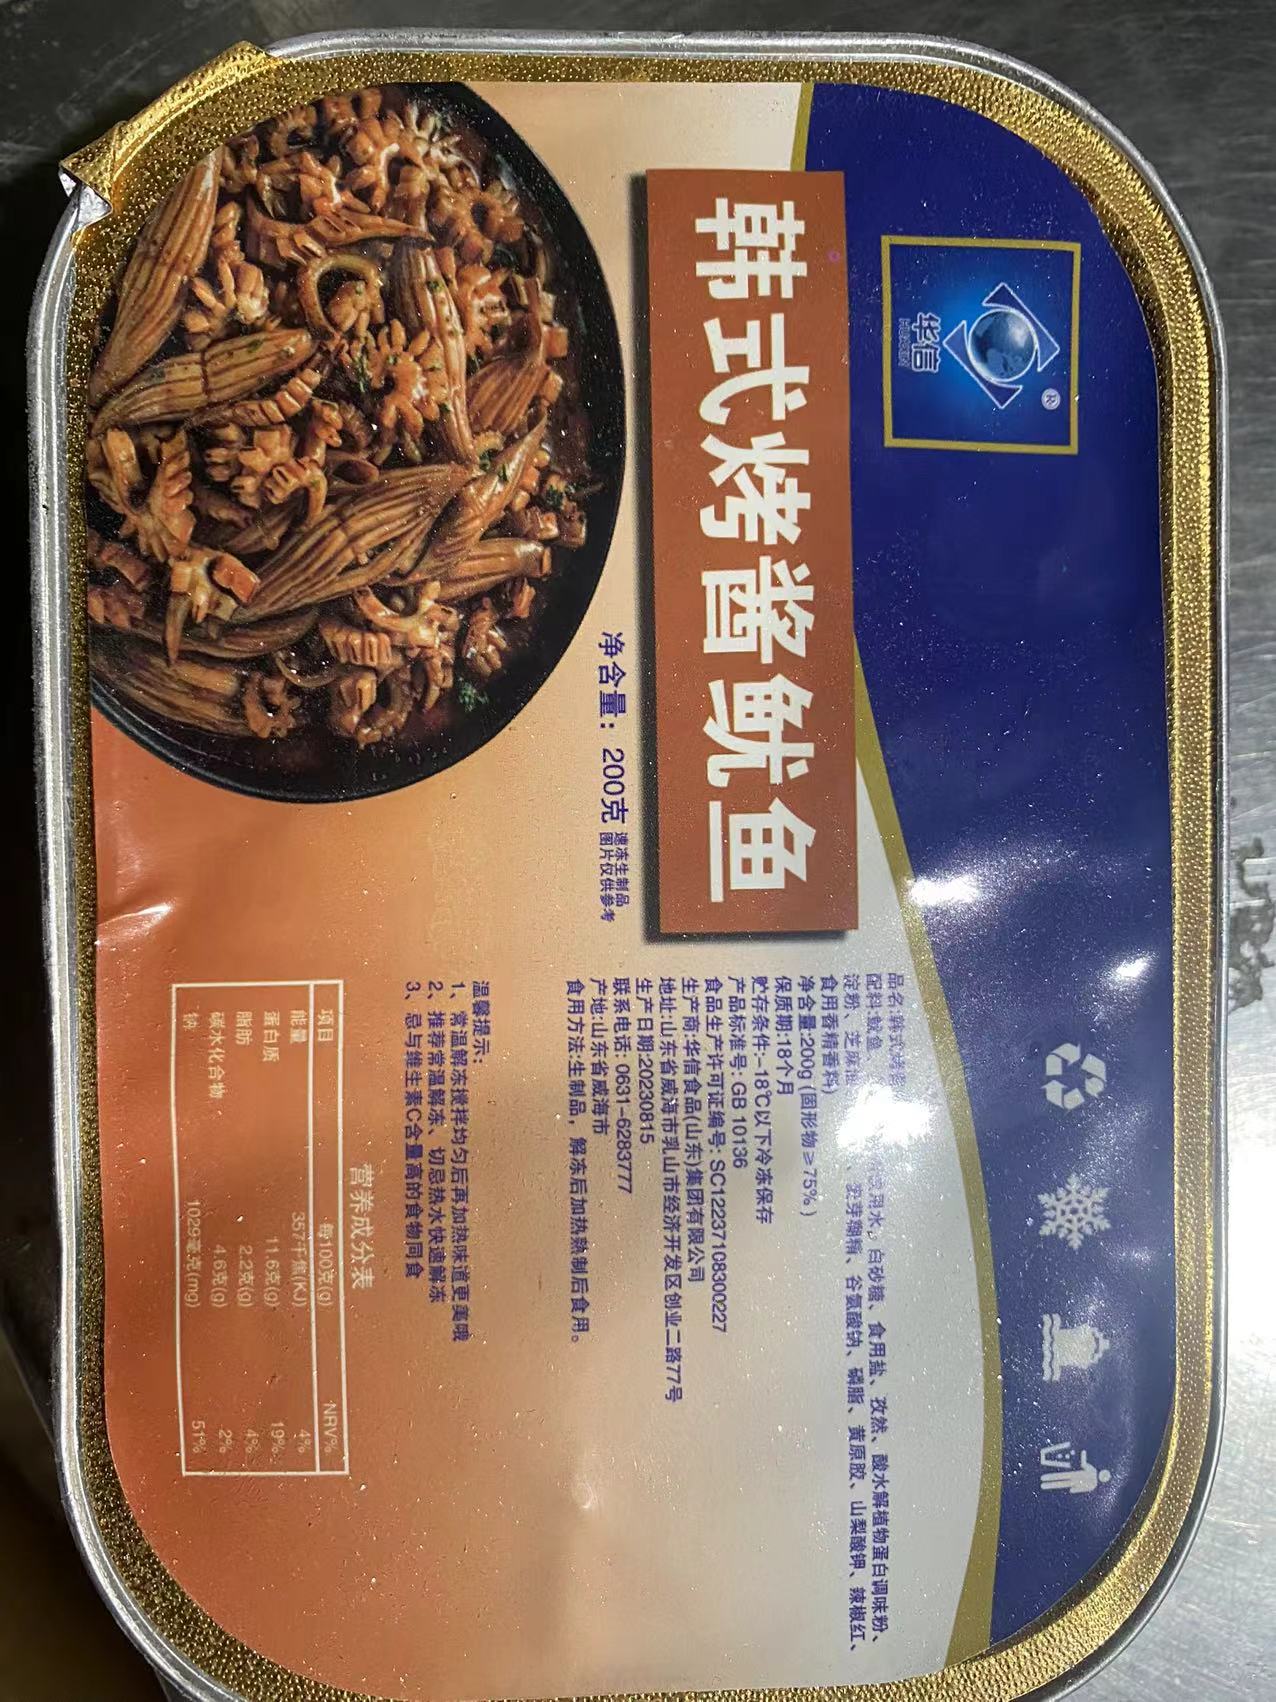 华信
HUAXIN
®
韩式烤酱鱿鱼
净含量：200克
速冻生制品
图片仅供参考
品名:韩式烤酱
配料:鱿鱼、饮用水、白砂糖、食用盐、孜然、酸水解植物蛋白调味粉、
淀粉、芝麻油、麦芽糊精、谷氨酸钠、磷脂、黄原胶、山梨酸钾、辣椒红、
食用香精香料)
净含量:200g (固形物≥75%)
保质期:18个月
贮存条件:-18℃以下冷冻保存
产品标准号: GB 10136
食品生产许可证编号: SC12237108300227
生产商:华信食品(山东)集团有限公司
地址:山东省威海市乳山市经济开发区创业二路77号
生产日期:20230815
联系电话: 0631-6283777
产地:山东省威海市
食用方法:生制品，解冻后加热熟制后食用。
温馨提示：
1、常温解冻搅拌均匀后再加热味道更美哦
2、推荐常温解冻、切忌热水快速解冻
3、忌与维生素C含量高的食物同食
营养成分表
项目 每100克(g) NRV%
能量 357千焦(KJ) 4%
蛋白质 11.6克(g) 19%
脂肪 2.2克(g) 4%
碳水化合物 4.6克(g) 2%
钠 1029毫克(mg) 51%